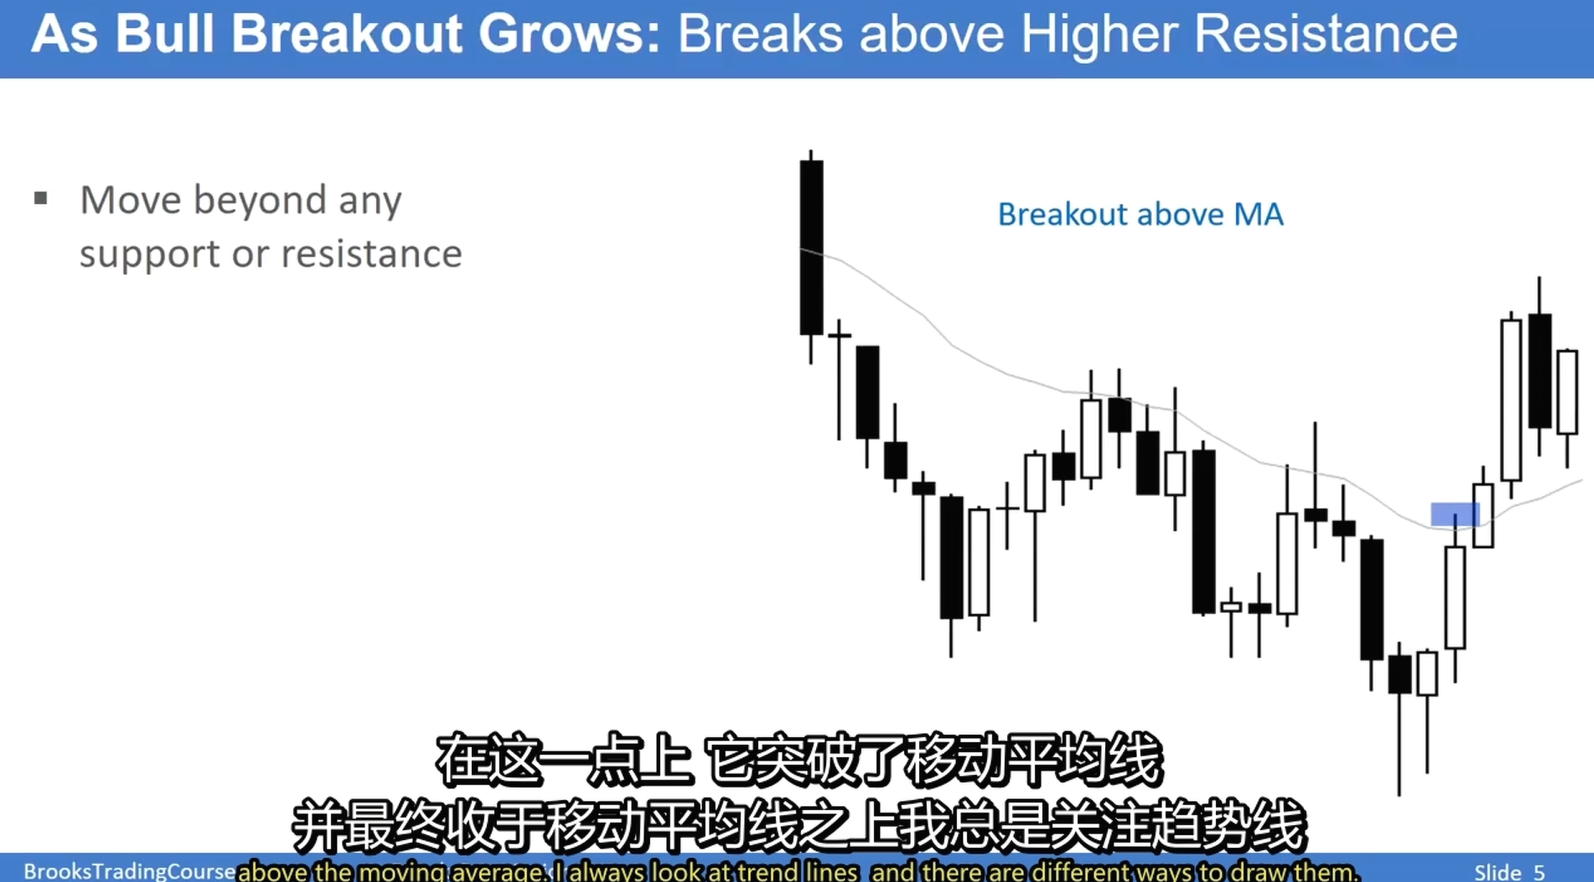 As Bull Breakout Grows: Breaks above Higher Resistance
▪ Move beyond any
support or resistance
Breakout above MA
在这一点上 它突破了移动平均线
并最终收于移动平均线之上我总是关注趋势线
BrooksTradingCourse
above the moving average. I always look at trend lines and there are different ways to draw them.
Slide 5